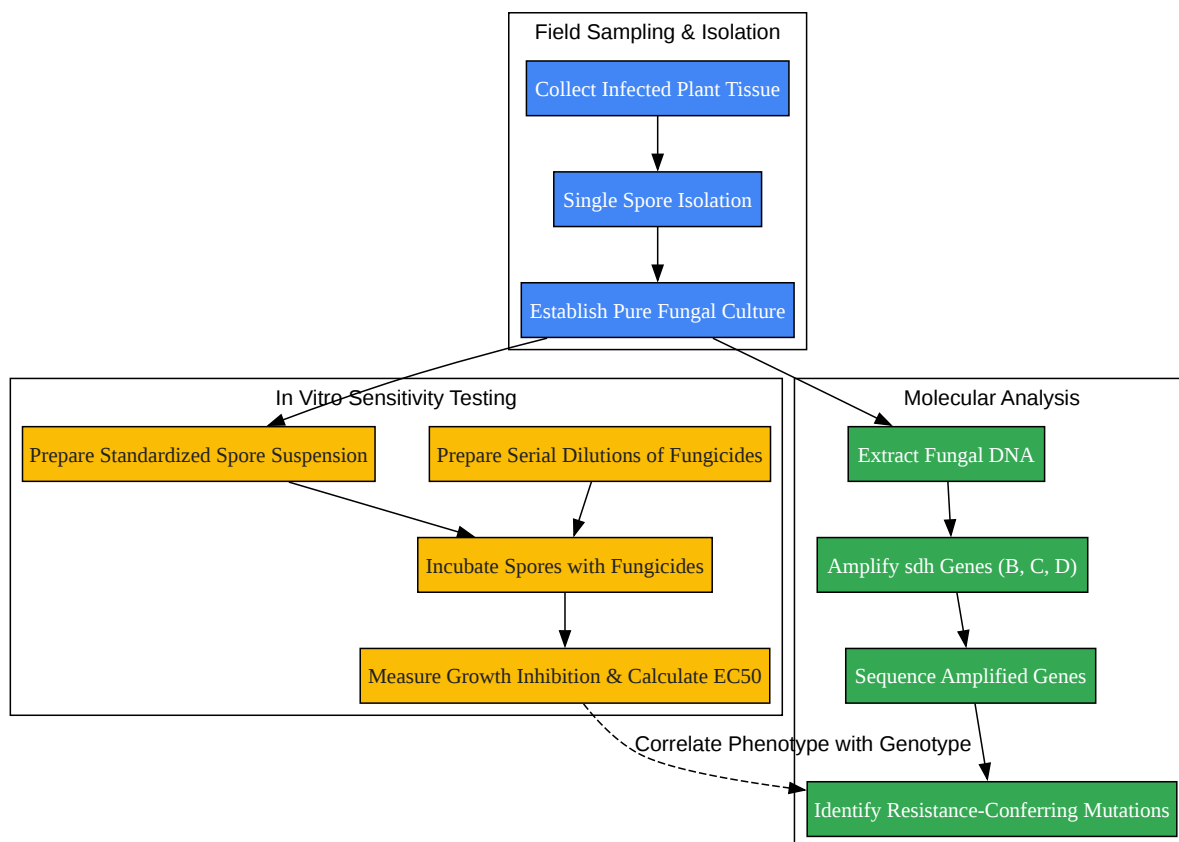 Field Sampling & Isolation
Collect Infected Plant Tissue
Single Spore Isolation
Establish Pure Fungal Culture
In Vitro Sensitivity Testing
Prepare Standardized Spore Suspension
Prepare Serial Dilutions of Fungicides
Incubate Spores with Fungicides
Measure Growth Inhibition & Calculate EC50
Molecular Analysis
Extract Fungal DNA
Amplify sdh Genes (B, C, D)
Sequence Amplified Genes
Correlate Phenotype with Genotype
Identify Resistance-Conferring Mutations